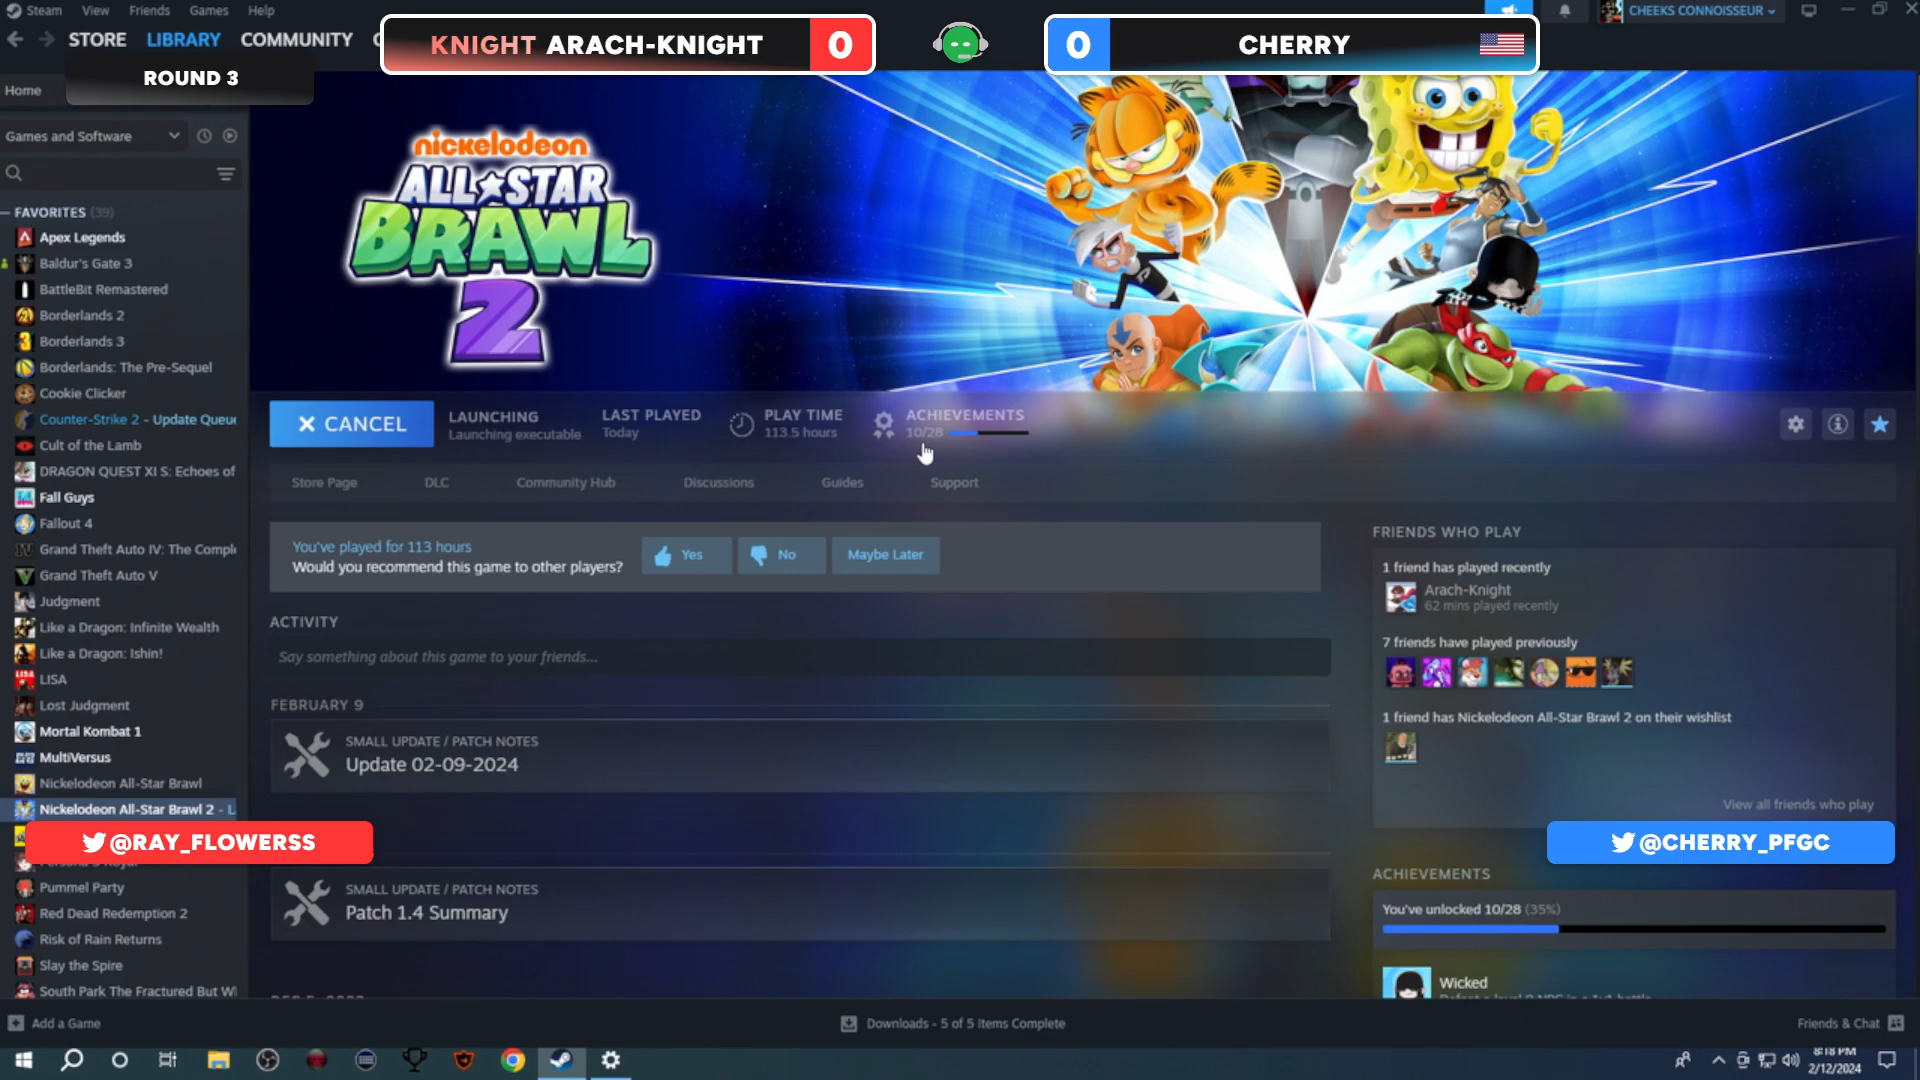 Steam View Friends Games Help
CHEEKS CONNOISSEUR
STORE LIBRARY COMMUNITY
KNIGHT ARACH-KNIGHT 0
0 CHERRY
ROUND 3
Home
Games and Software
FAVORITES (39)
Apex Legends
Baldur's Gate 3
BattleBit Remastered
Borderlands 2
Borderlands 3
Borderlands: The Pre-Sequel
Cookie Clicker
Counter-Strike 2 - Update Queue
Cult of the Lamb
DRAGON QUEST XI S: Echoes of
Fall Guys
Fallout 4
Grand Theft Auto IV: The Comple
Grand Theft Auto V
Judgment
Like a Dragon: Infinite Wealth
Like a Dragon: Ishin!
LISA
Lost Judgment
Mortal Kombat 1
MultiVersus
Nickelodeon All-Star Brawl
Nickelodeon All-Star Brawl 2 - L
@RAY_FLOWERSS
Pummel Party
Red Dead Redemption 2
Risk of Rain Returns
Slay the Spire
South Park The Fractured But W
nickelodeon
ALL STAR
BRAWL
2
CANCEL
LAUNCHING
Launching executable
LAST PLAYED
Today
PLAY TIME
113.5 hours
ACHIEVEMENTS
10/28
Store Page DLC Community Hub Discussions Guides Support
You've played for 113 hours
Would you recommend this game to other players?
Yes No Maybe Later
ACTIVITY
Say something about this game to your friends...
FEBRUARY 9
SMALL UPDATE / PATCH NOTES
Update 02-09-2024
SMALL UPDATE / PATCH NOTES
Patch 1.4 Summary
FRIENDS WHO PLAY
1 friend has played recently
Arach-Knight
62 mins played recently
7 friends have played previously
1 friend has Nickelodeon All-Star Brawl 2 on their wishlist
View all friends who play
@CHERRY_PFGC
ACHIEVEMENTS
You've unlocked 10/28 (35%)
Wicked
Add a Game
Downloads - 5 of 5 Items Complete
Friends & Chat
8:18 PM
2/12/2024